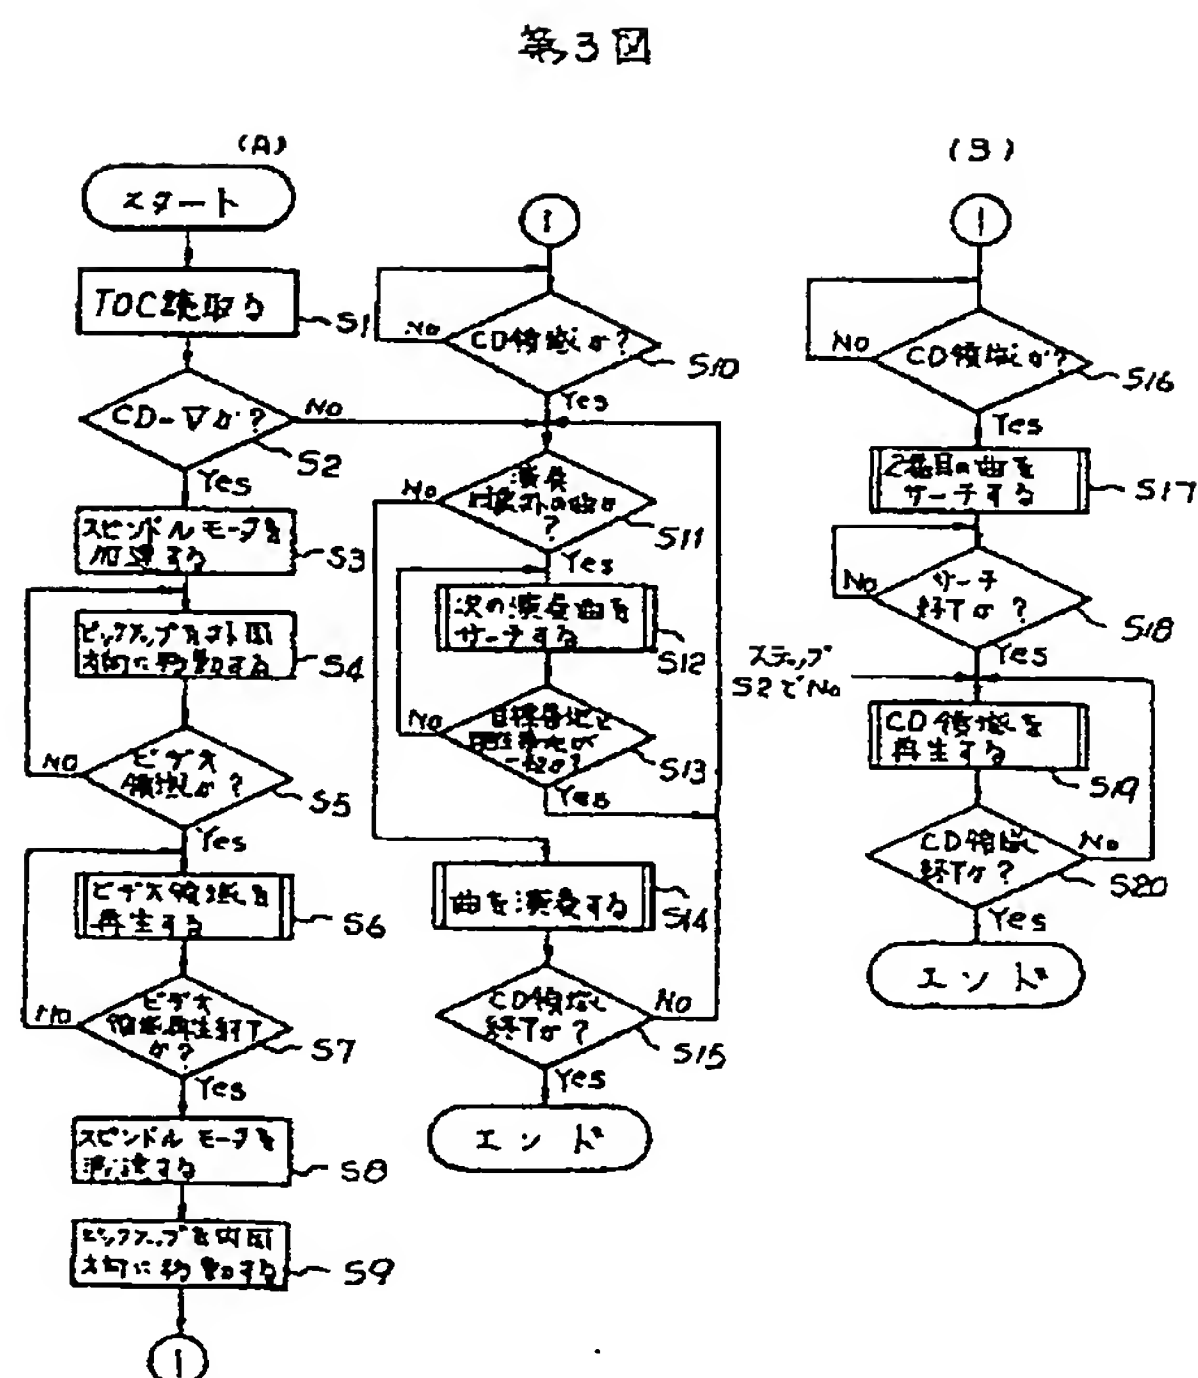 第3図
(A)
スタート
TOC読取る
S1
CD-Vか?
No
S2
Yes
スピンドルモータを
加速する
S3
ピックアップを外周
方向に移動する
S4
ビデオ
領域か?
No
S5
Yes
ビデオ領域を
再生する
S6
ビデオ
領域再生終了
か?
No
S7
Yes
スピンドルモータを
減速する
S8
ピックアップを内周
方向に移動する
S9
1
1
CD領域か?
No
S10
Yes
演奏
か
?
No
S11
Yes
次の演奏曲を
サーチする
S12
目標番地と
一致か?
No
S13
Yes
曲を演奏する
S14
CD領域
終了か?
No
S15
Yes
エンド
(B)
1
CD領域か?
No
S16
Yes
2番目の曲を
サーチする
S17
サーチ
終了か?
No
S18
Yes
ステップ
S2でNo
CD領域を
再生する
S19
CD領域
終了か?
No
S20
Yes
エンド